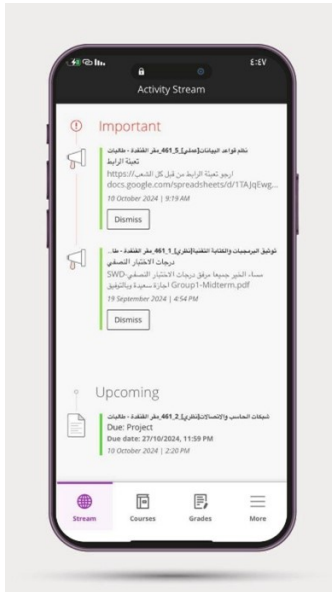 ٤:٤٧
Activity Stream
Important
نظم قواعد البيانات[عملي]_5_461_مقر القنفذة - طالبات
تعبئة الرابط
ارجو تعبئة الرابط من قبل كل الشعب/https:/
docs.google.com/spreadsheets/d/1TAJqEwg...
10 October 2024 | 9:19 AM
Dismiss
توثيق البرمجيات والكتابة التقنية[نظري]_1_461_مقر القنفذة - طا...
درجات الاختبار النصفي
مساء الخير جميعا مرفق درجات الاختبار النصفي-SWD
Group1-Midterm.pdf اجازة سعيدة وبالتوفيق
19 September 2024 | 4:54 PM
Dismiss
Upcoming
شبكات الحاسب والاتصالات[نظري]_2_461_مقر القنفذة - طالبات
Due: Project
Due date: 27/10/2024, 11:59 PM
10 October 2024 | 2:20 PM
Stream
Courses
Grades
More